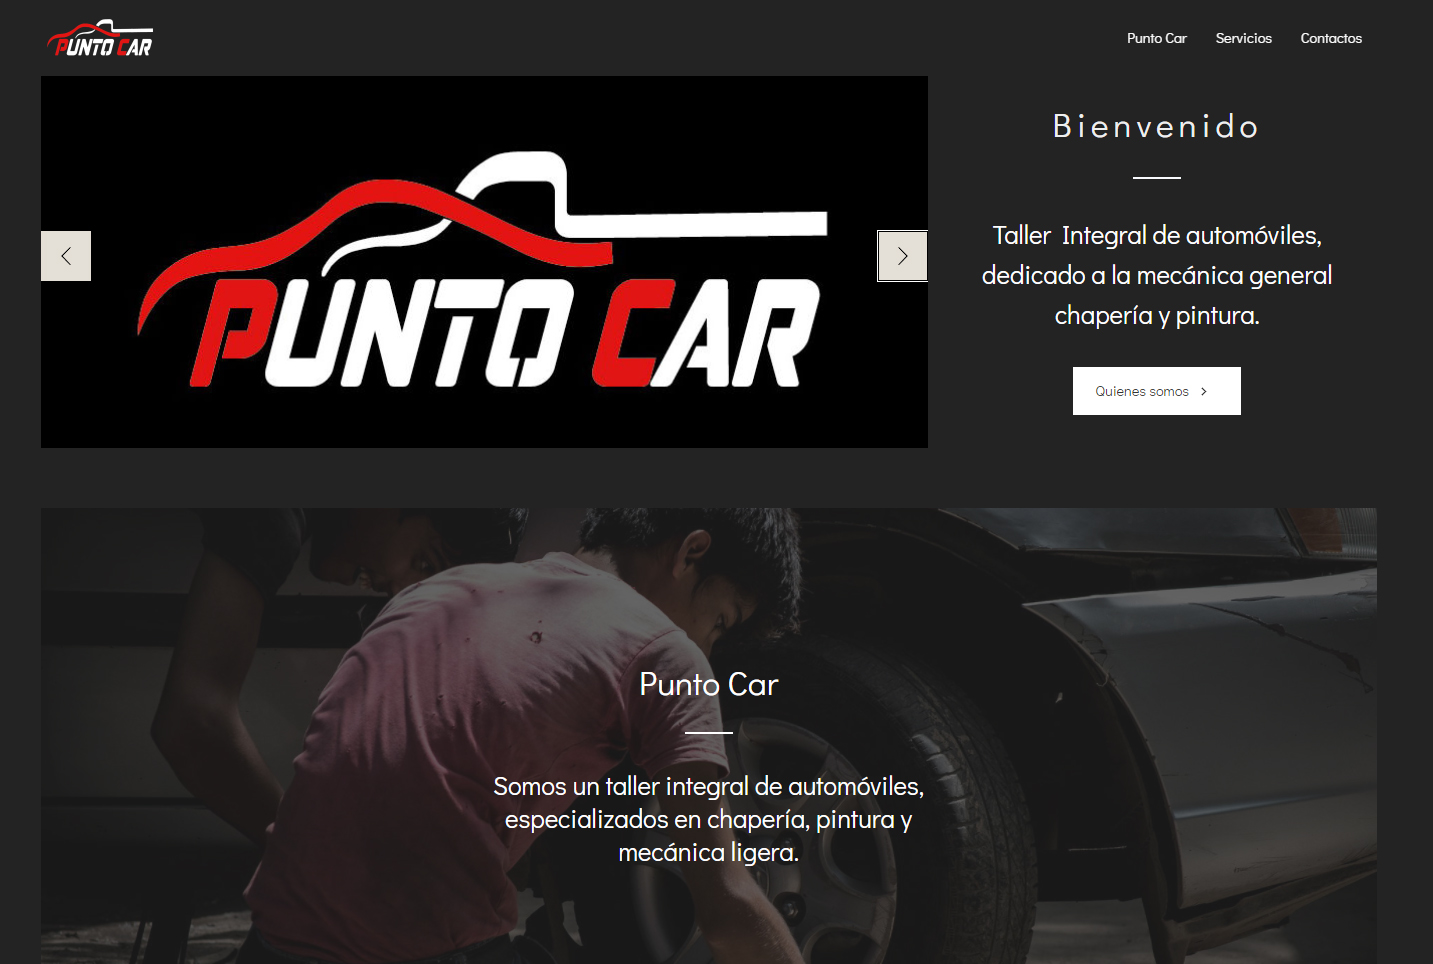 PUNTO CAR
Punto Car
Servicios
Contactos
PUNTO CAR
Bienvenido
Taller Integral de automóviles,
dedicado a la mecánica general
chapería y pintura.
Quienes somos
Punto Car
Somos un taller integral de automóviles,
especializados en chapería, pintura y
mecánica ligera.